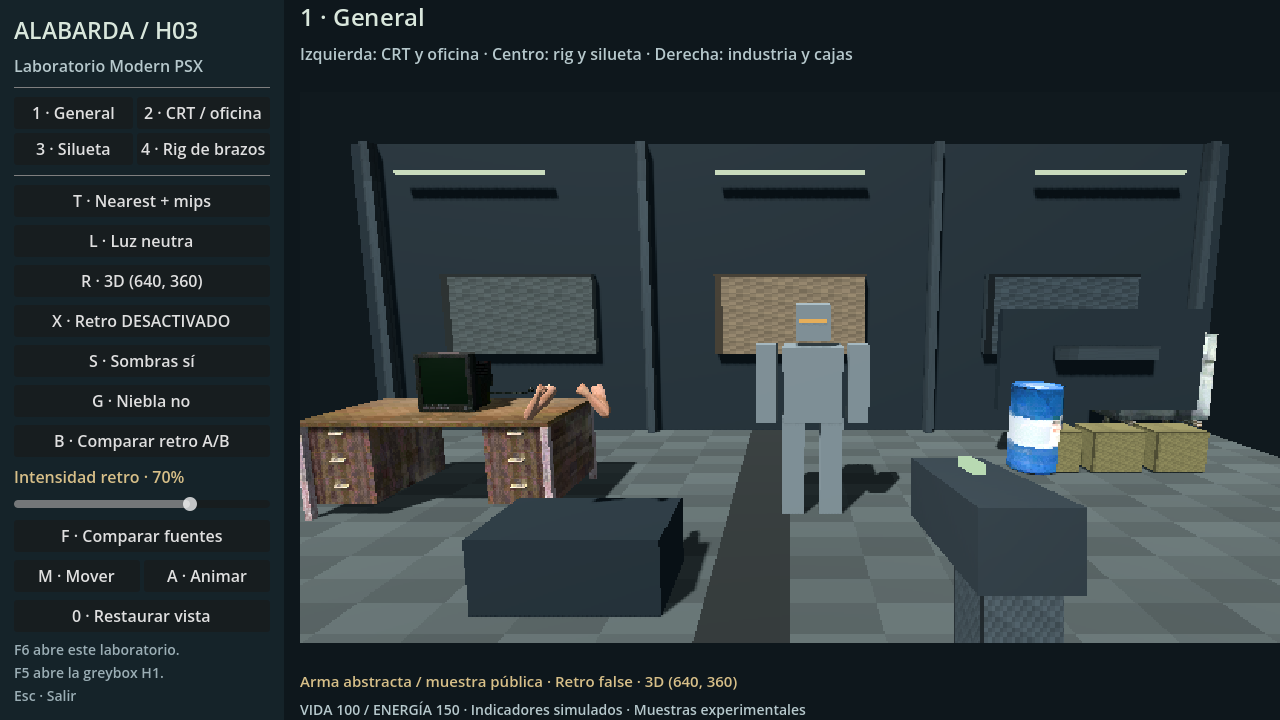 ALABARDA / H03
Laboratorio Modern PSX
1 · General
2 · CRT / oficina
3 · Silueta
4 · Rig de brazos
T · Nearest + mips
L · Luz neutra
R · 3D (640, 360)
X · Retro DESACTIVADO
S · Sombras sí
G · Niebla no
B · Comparar retro A/B
Intensidad retro · 70%
F · Comparar fuentes
M · Mover
A · Animar
0 · Restaurar vista
F6 abre este laboratorio.
F5 abre la greybox H1.
Esc · Salir
1 · General
Izquierda: CRT y oficina · Centro: rig y silueta · Derecha: industria y cajas
Arma abstracta / muestra pública · Retro false · 3D (640, 360)
VIDA 100 / ENERGÍA 150 · Indicadores simulados · Muestras experimentales